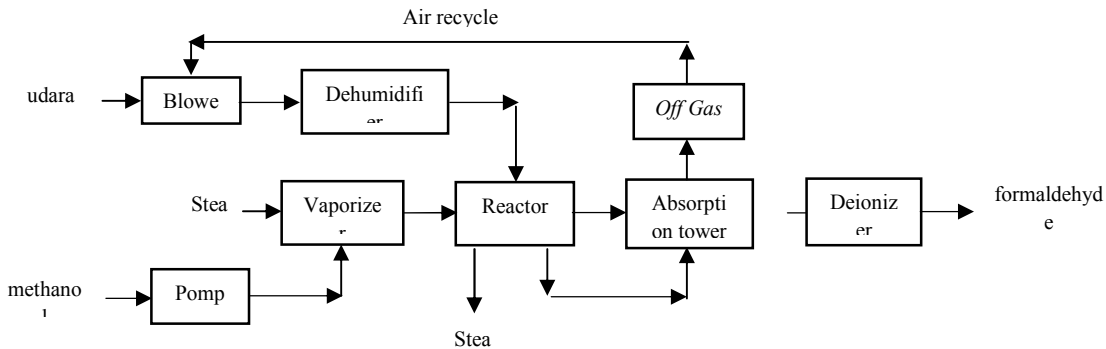 Air recycle
udara
Blowe
Dehumidifi
er
Off Gas
Stea
Vaporize
r
Reactor
Absorpti
on tower
Deioniz
er
formaldehyd
e
methano
l
Pomp
Stea